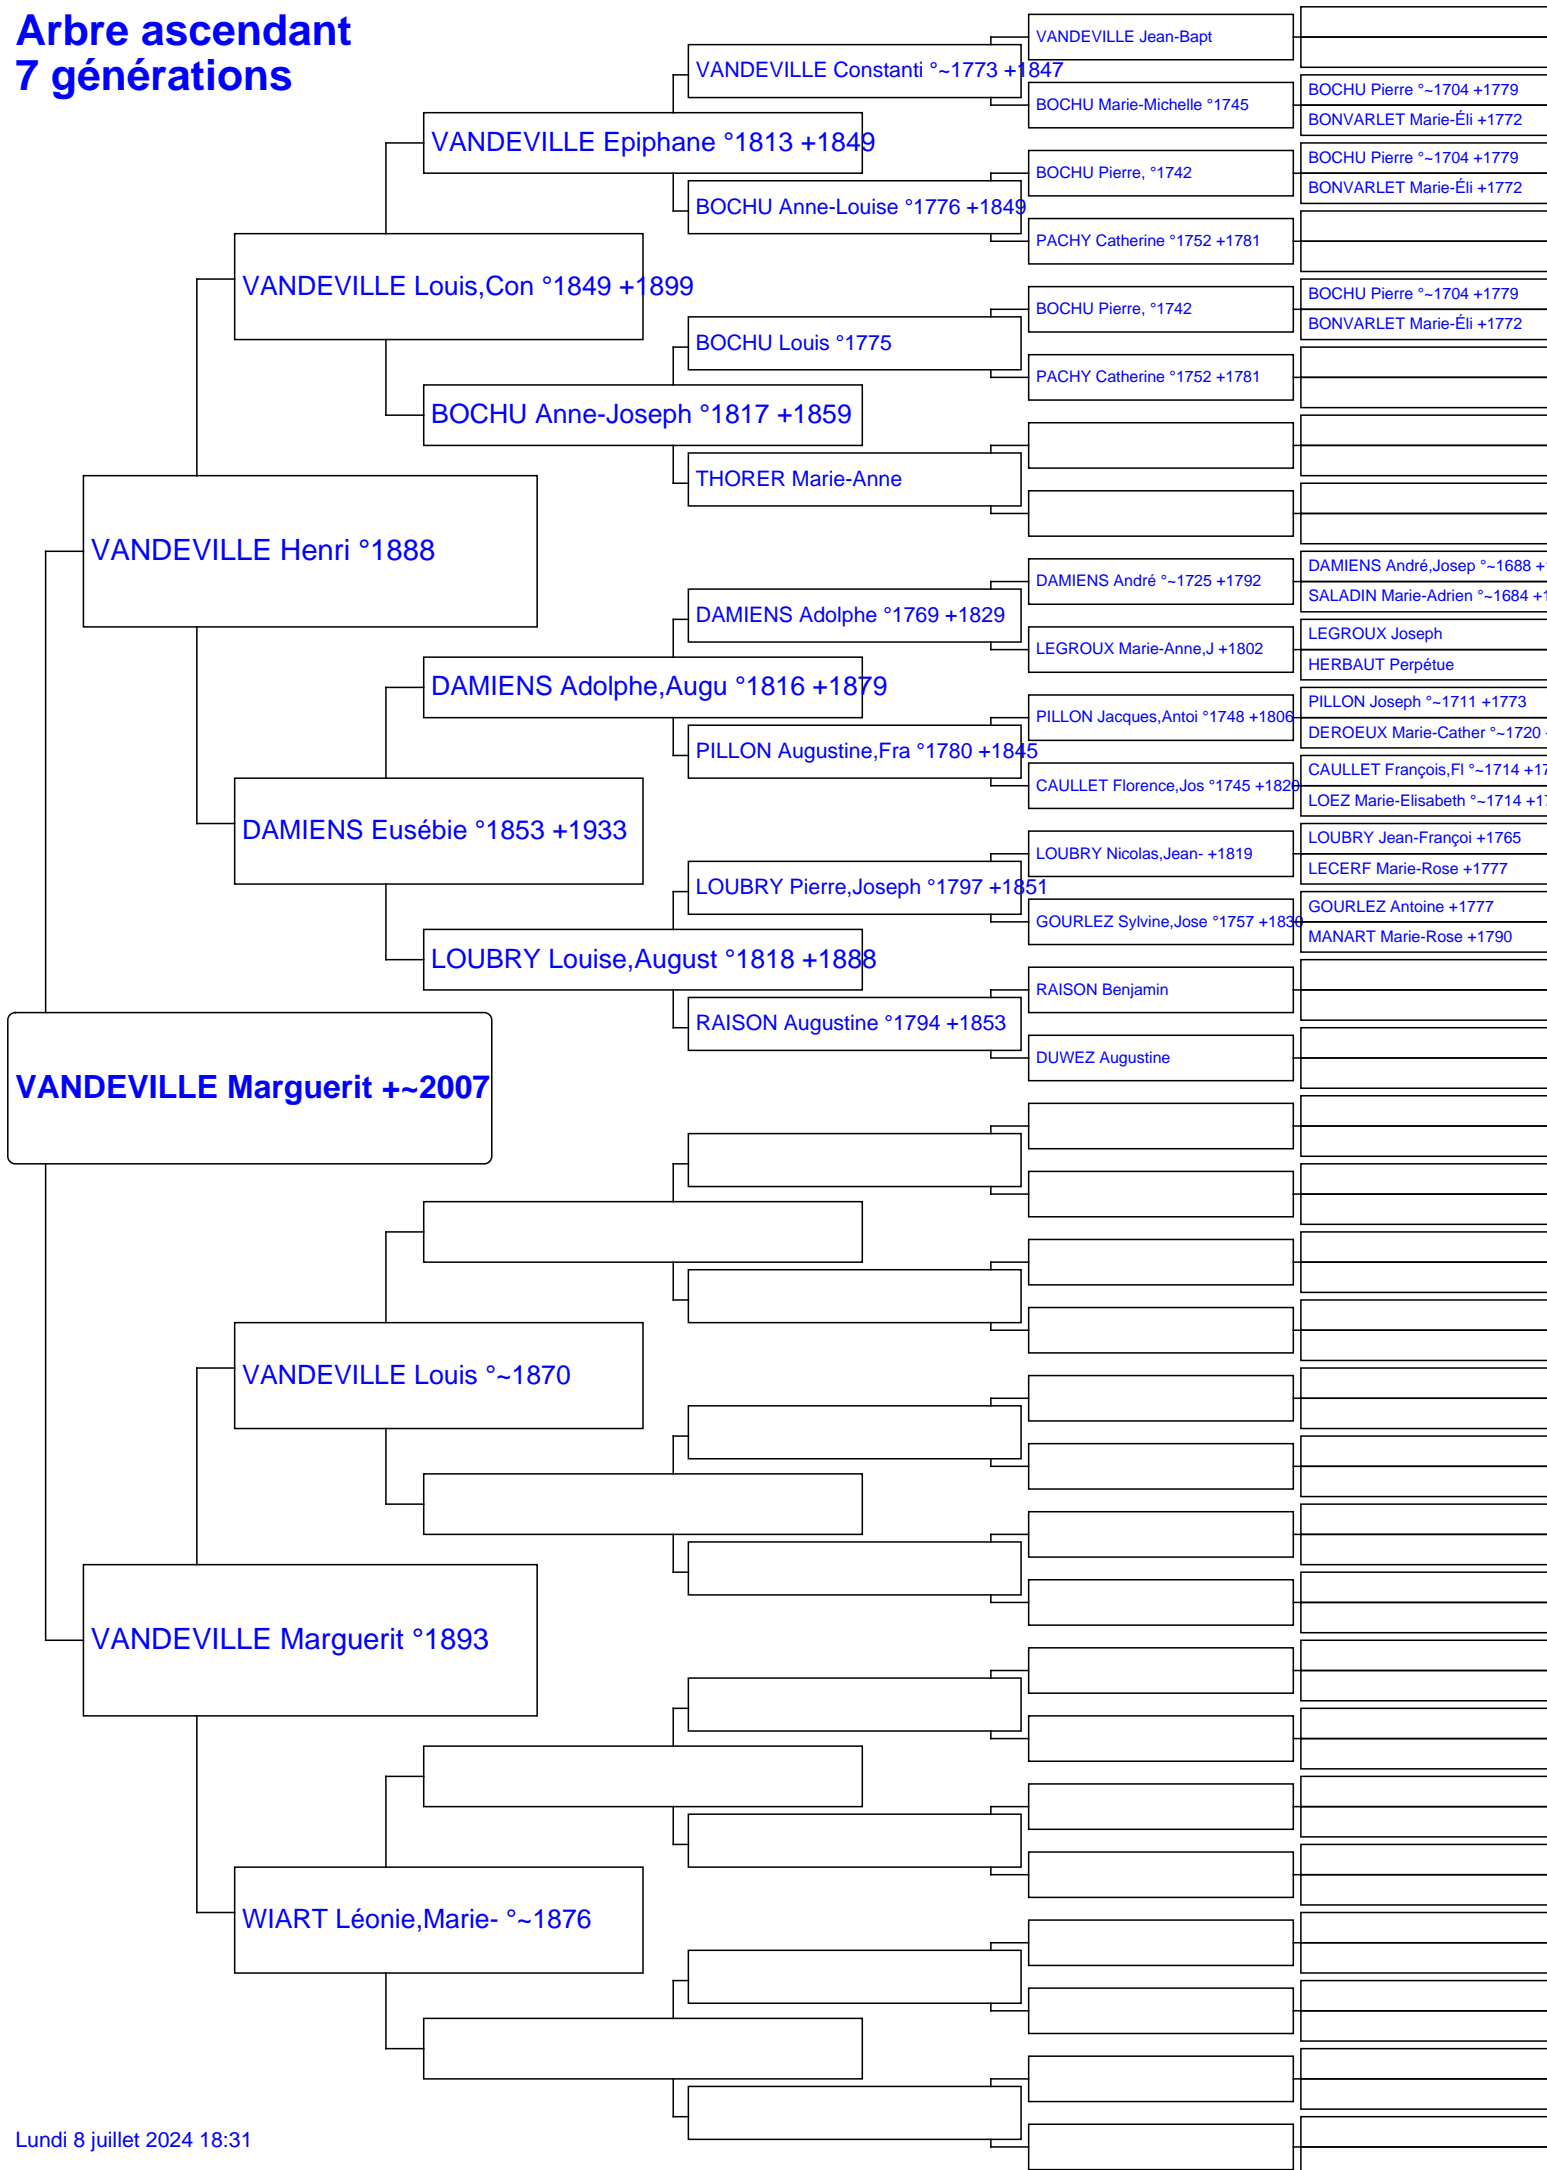 Arbre ascendant
7 générations
VANDEVILLE Marguerit +~2007
VANDEVILLE Henri °1888
VANDEVILLE Marguerit °1893
VANDEVILLE Louis,Con °1849 +1899
DAMIENS Eusébie °1853 +1933
VANDEVILLE Louis °~1870
WIART Léonie,Marie- °~1876
VANDEVILLE Epiphane °1813 +1849
BOCHU Anne-Joseph °1817 +1859
DAMIENS Adolphe,Augu °1816 +1879
LOUBRY Louise,August °1818 +1888
VANDEVILLE Constanti °~1773 +1847
BOCHU Anne-Louise °1776 +1849
BOCHU Louis °1775
THORER Marie-Anne
DAMIENS Adolphe °1769 +1829
PILLON Augustine,Fra °1780 +1845
LOUBRY Pierre,Joseph °1797 +1851
RAISON Augustine °1794 +1853
VANDEVILLE Jean-Bapt
BOCHU Marie-Michelle °1745
BOCHU Pierre, °1742
PACHY Catherine °1752 +1781
BOCHU Pierre, °1742
PACHY Catherine °1752 +1781
DAMIENS André °~1725 +1792
LEGROUX Marie-Anne,J +1802
PILLON Jacques,Antoi °1748 +1806
CAULLET Florence,Jos °1745 +1820
LOUBRY Nicolas,Jean- +1819
GOURLEZ Sylvine,Jose °1757 +1830
RAISON Benjamin
DUWEZ Augustine
BOCHU Pierre °~1704 +1779
BONVARLET Marie-Éli +1772
BOCHU Pierre °~1704 +1779
BONVARLET Marie-Éli +1772
BOCHU Pierre °~1704 +1779
BONVARLET Marie-Éli +1772
DAMIENS André,Josep °~1688 +
SALADIN Marie-Adrien °~1684 +1
LEGROUX Joseph
HERBAUT Perpétue
PILLON Joseph °~1711 +1773
DEROEUX Marie-Cather °~1720
CAULLET François,Fl °~1714 +17
LOEZ Marie-Elisabeth °~1714 +17
LOUBRY Jean-Françoi +1765
LECERF Marie-Rose +1777
GOURLEZ Antoine +1777
MANART Marie-Rose +1790
Lundi 8 juillet 2024 18:31